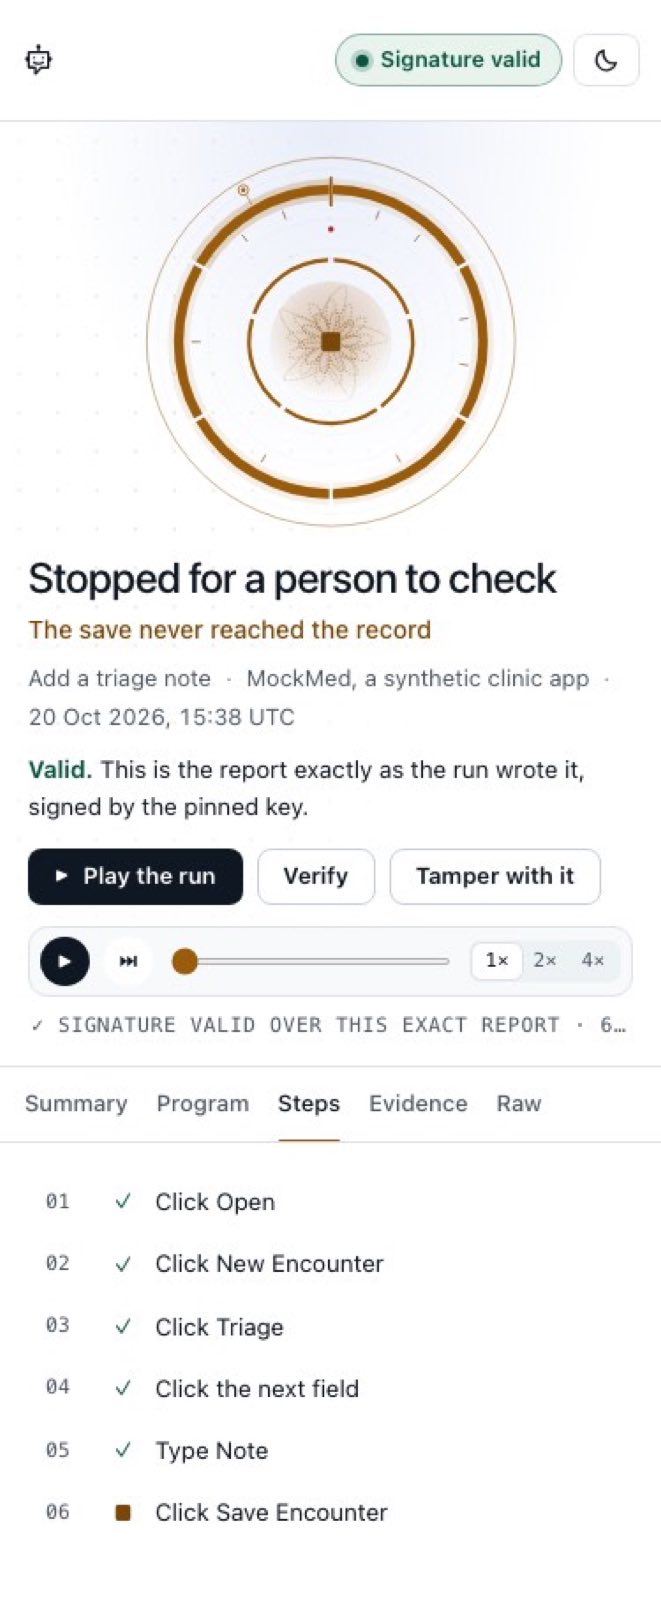 Signature valid
Stopped for a person to check
The save never reached the record
Add a triage note · MockMed, a synthetic clinic app ·
20 Oct 2026, 15:38 UTC
Valid. This is the report exactly as the run wrote it,
signed by the pinned key.
Play the run Verify Tamper with it
1× 2× 4×
✓ SIGNATURE VALID OVER THIS EXACT REPORT · 6…
Summary Program Steps Evidence Raw
01 ✓ Click Open
02 ✓ Click New Encounter
03 ✓ Click Triage
04 ✓ Click the next field
05 ✓ Type Note
06 Click Save Encounter